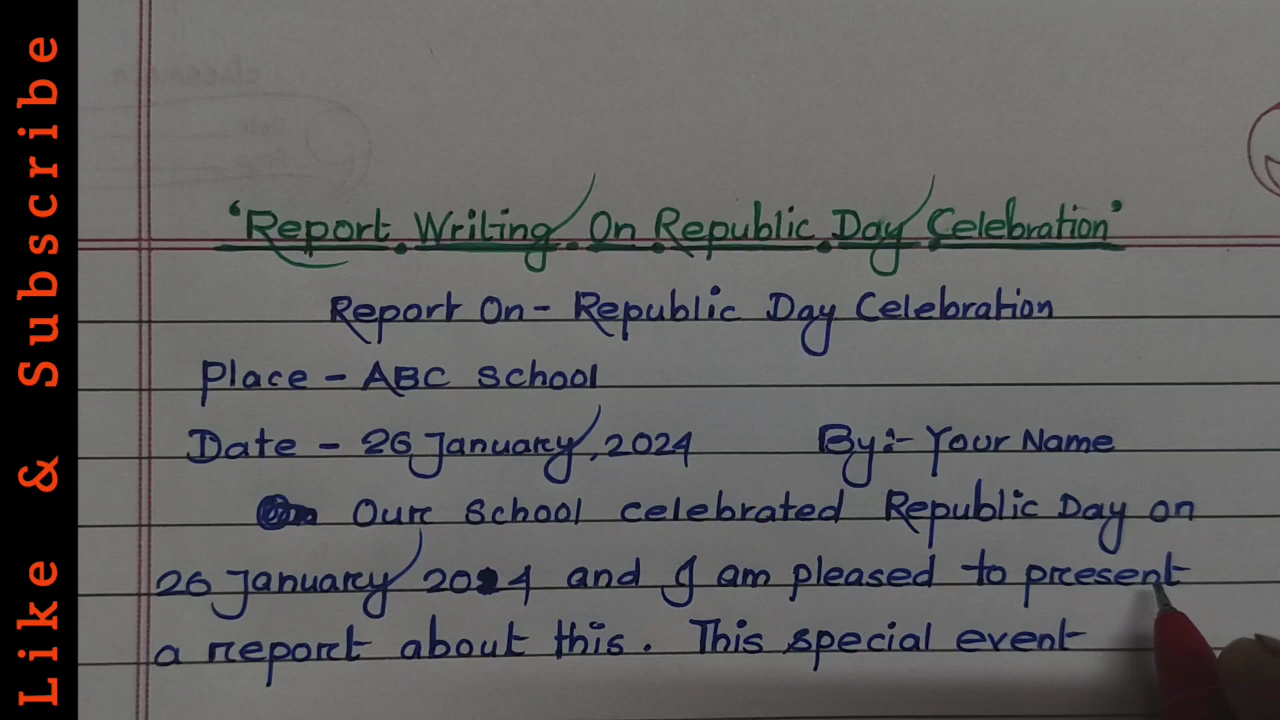 Like & Subscribe
'Report Writing On Republic Day Celebration'
Report On- Republic Day Celebration
Place - ABC School
Date - 26 January, 2024 By:- Your Name
Our School celebrated Republic Day on
26 January 2024 and I am pleased to present
a report about this. This special event